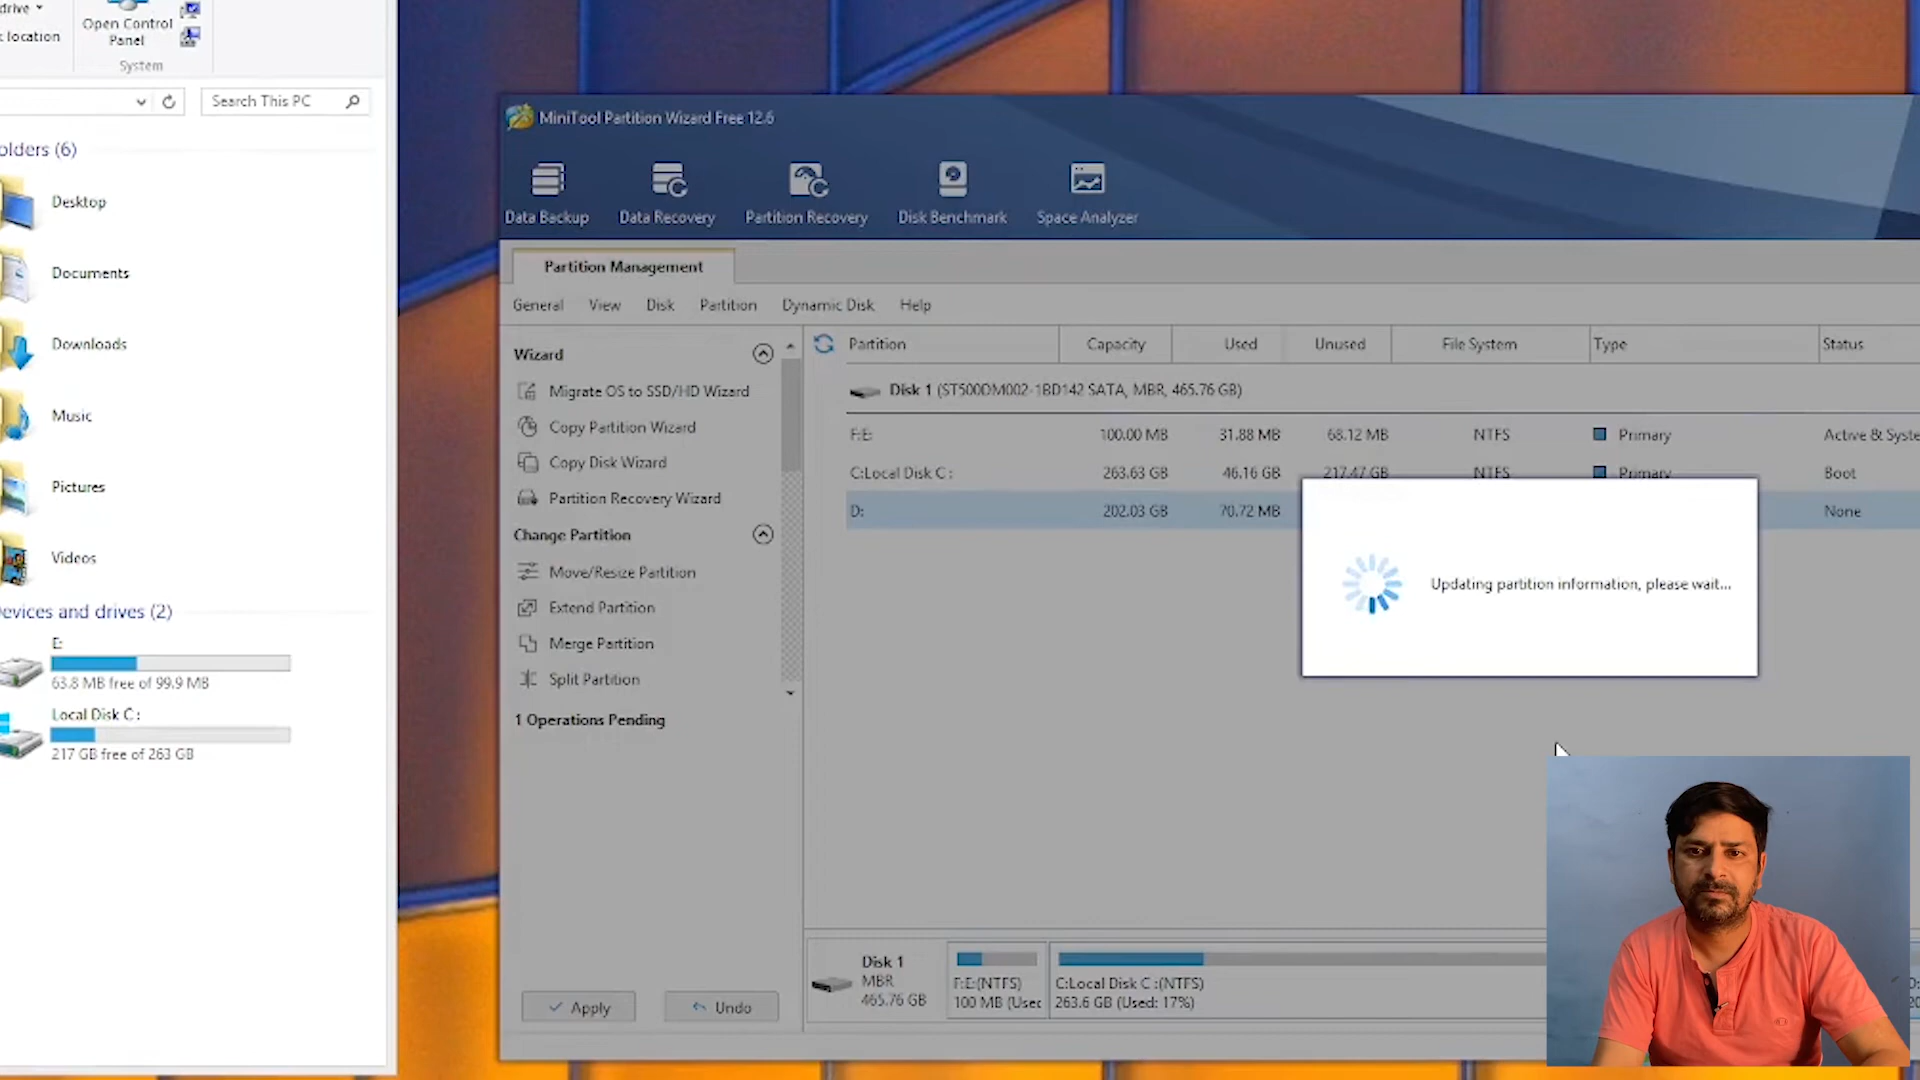 drive
location
Open Control
Panel
System
Search This PC
olders (6)
Desktop
Documents
Downloads
Music
Pictures
Videos
evices and drives (2)
E:
63.8 MB free of 99.9 MB
Local Disk C :
217 GB free of 263 GB
MiniTool Partition Wizard Free 12.6
Data Backup Data Recovery Partition Recovery Disk Benchmark Space Analyzer
Partition Management
General View Disk Partition Dynamic Disk Help
Wizard
Migrate OS to SSD/HD Wizard
Copy Partition Wizard
Copy Disk Wizard
Partition Recovery Wizard
Change Partition
Move/Resize Partition
Extend Partition
Merge Partition
Split Partition
1 Operations Pending
Apply Undo
Partition Capacity Used Unused File System Type Status
Disk 1 (ST500DM002-1BD142 SATA, MBR, 465.76 GB)
F:E: 100.00 MB 31.88 MB 68.12 MB NTFS Primary Active & Syste
C:Local Disk C : 263.63 GB 46.16 GB 217.47 GB NTFS Primary Boot
D: 202.03 GB 70.72 MB None
Updating partition information, please wait...
Disk 1
MBR
465.76 GB
F:E:(NTFS)
100 MB (Used
C:Local Disk C :(NTFS)
263.6 GB (Used: 17%)